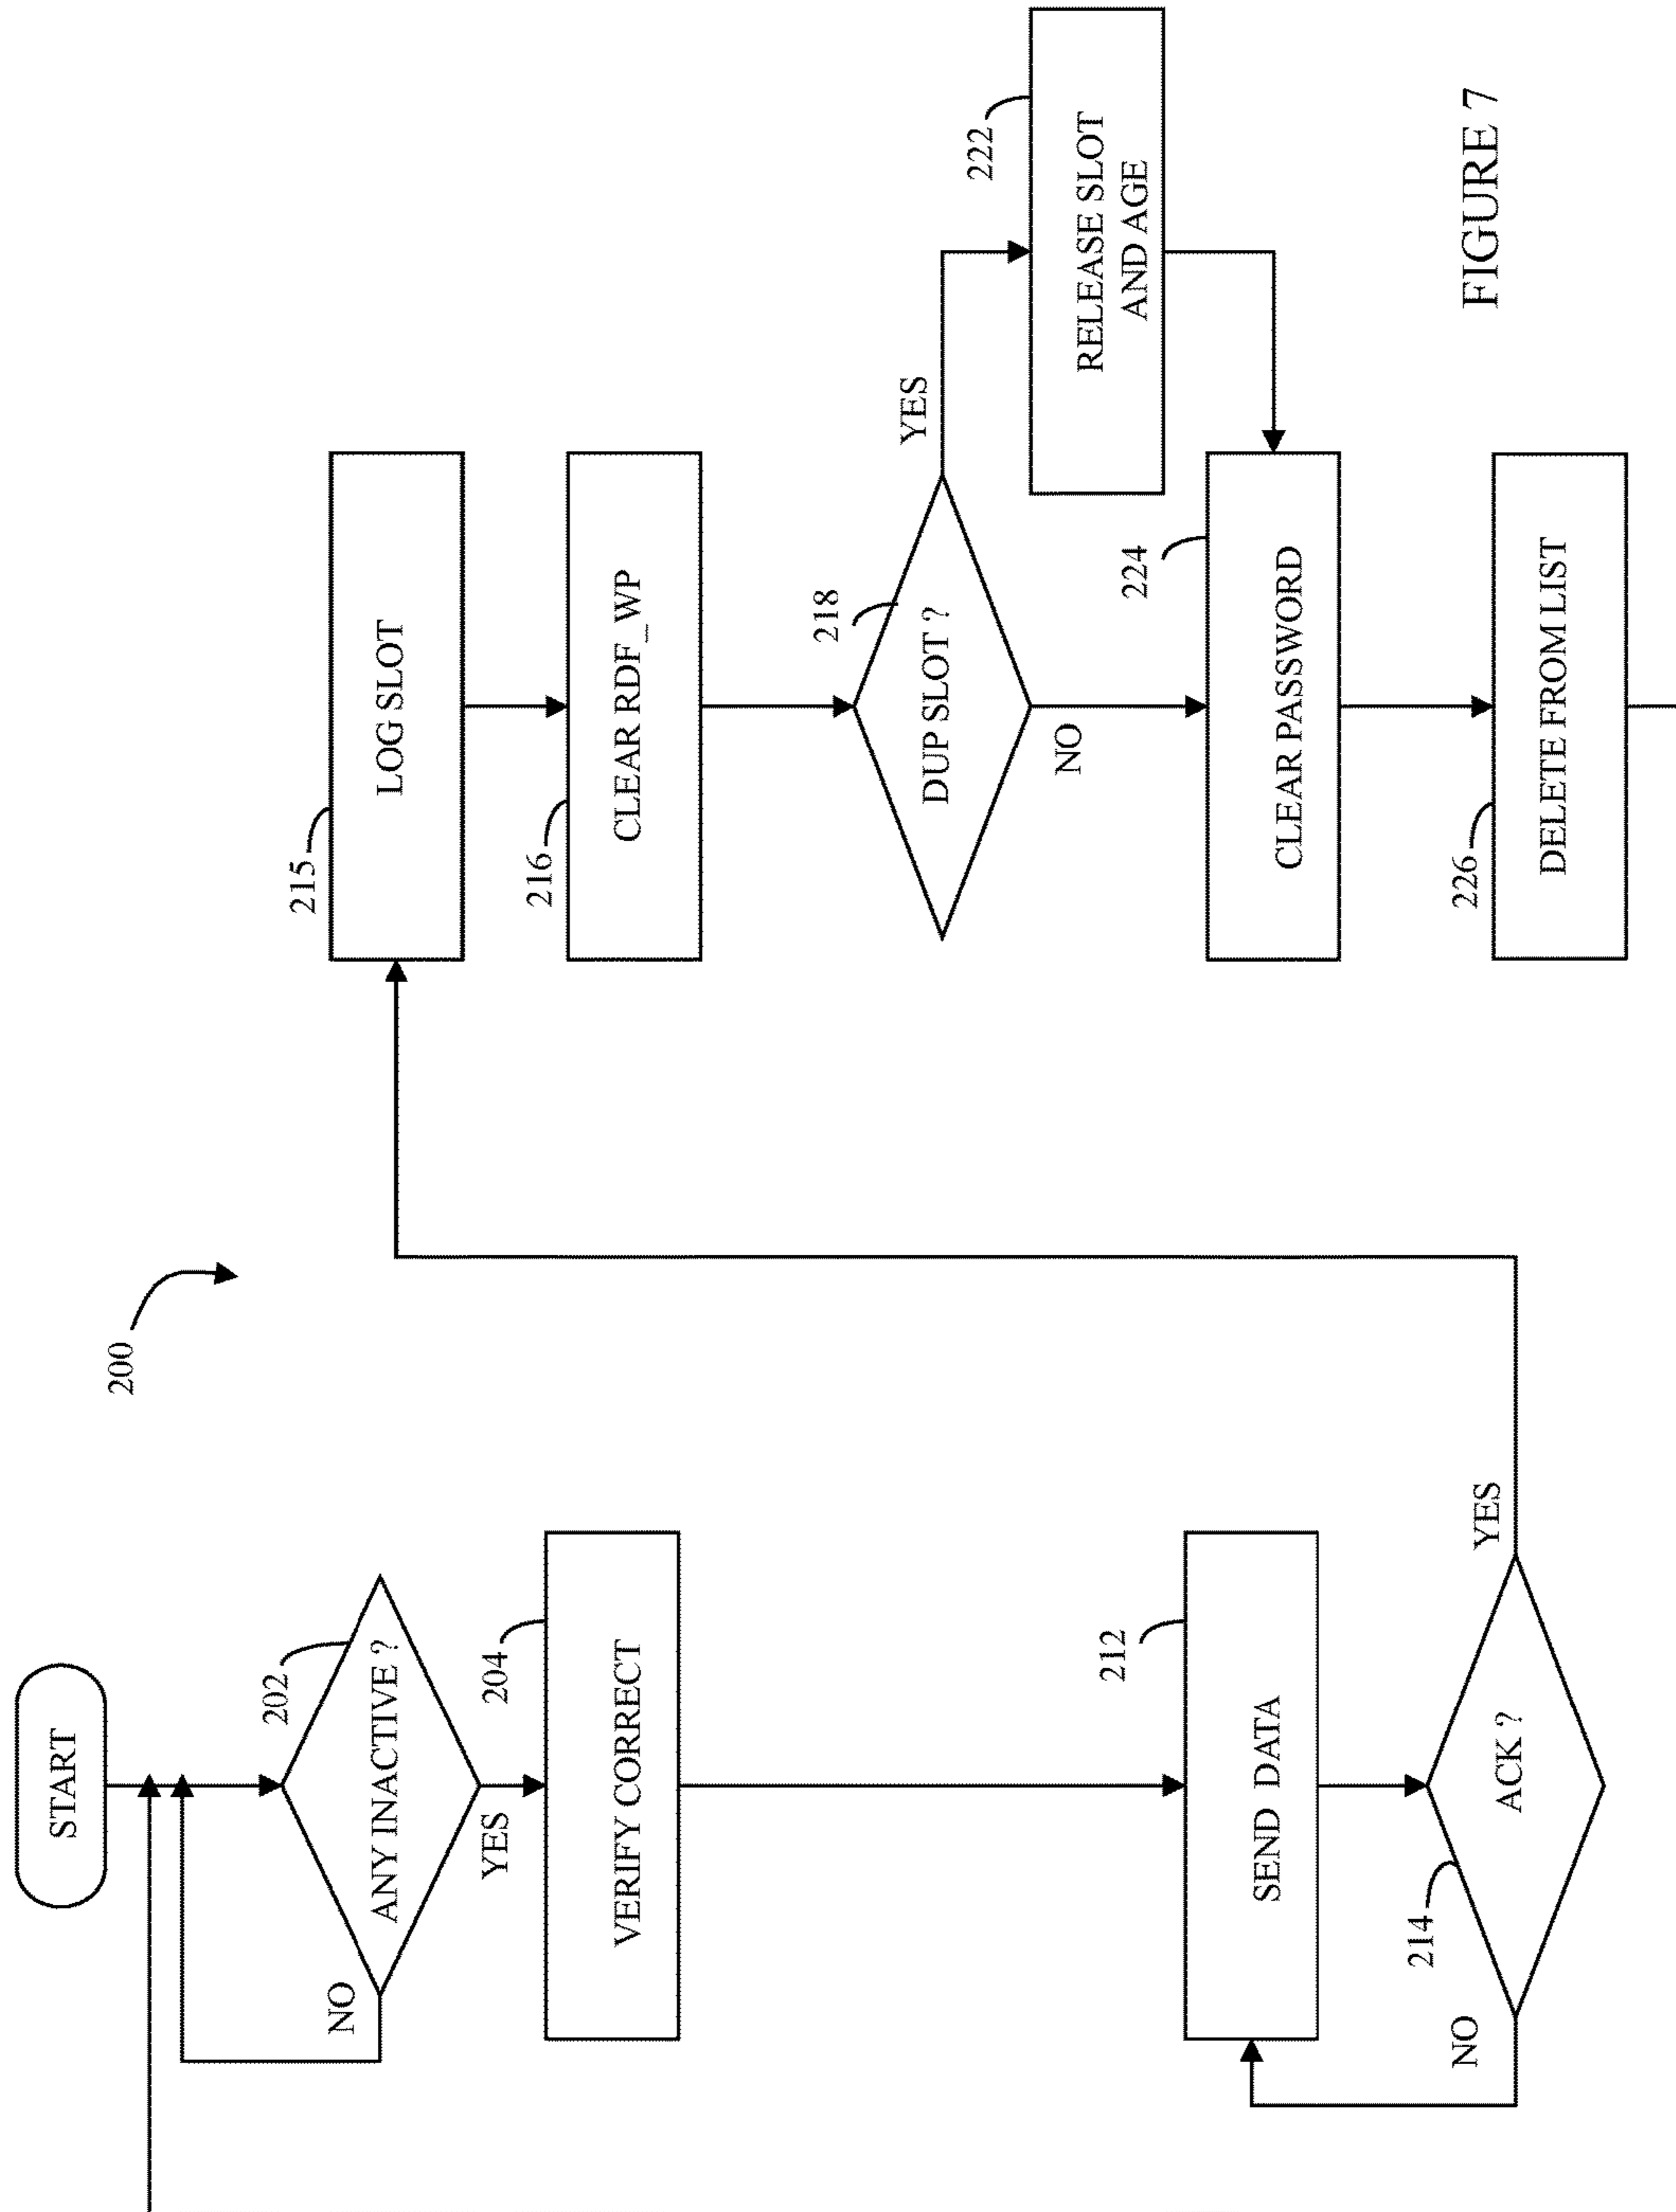 200
START
202
ANY INACTIVE ?
NO
YES
204
VERIFY CORRECT
212
SEND DATA
214
ACK ?
NO
YES
215
LOG SLOT
216
CLEAR RDF_WP
218
DUP SLOT ?
YES
NO
222
RELEASE SLOT
AND AGE
224
CLEAR PASSWORD
226
DELETE FROM LIST
FIGURE 7